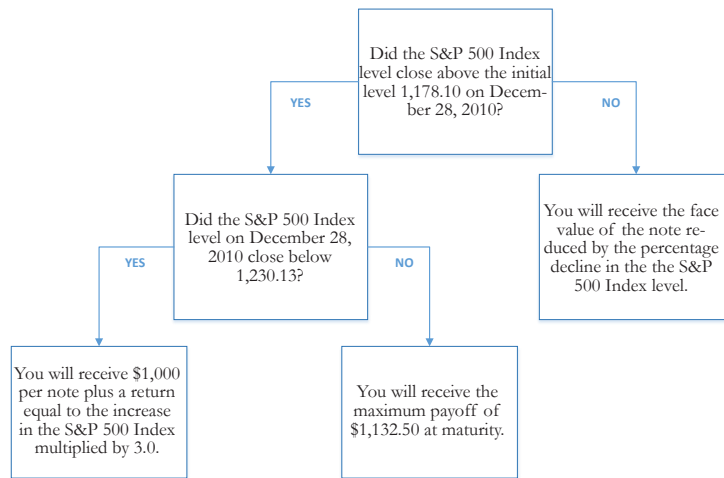 Did the S&P 500 Index
level close above the initial
level 1,178.10 on Decem-
ber 28, 2010?
YES
NO
Did the S&P 500 Index
level on December 28,
2010 close below
1,230.13?
You will receive the face
value of the note re-
duced by the percentage
decline in the the S&P
500 Index level.
YES
NO
You will receive $1,000
per note plus a return
equal to the increase
in the S&P 500 Index
multiplied by 3.0.
You will receive the
maximum payoff of
$1,132.50 at maturity.